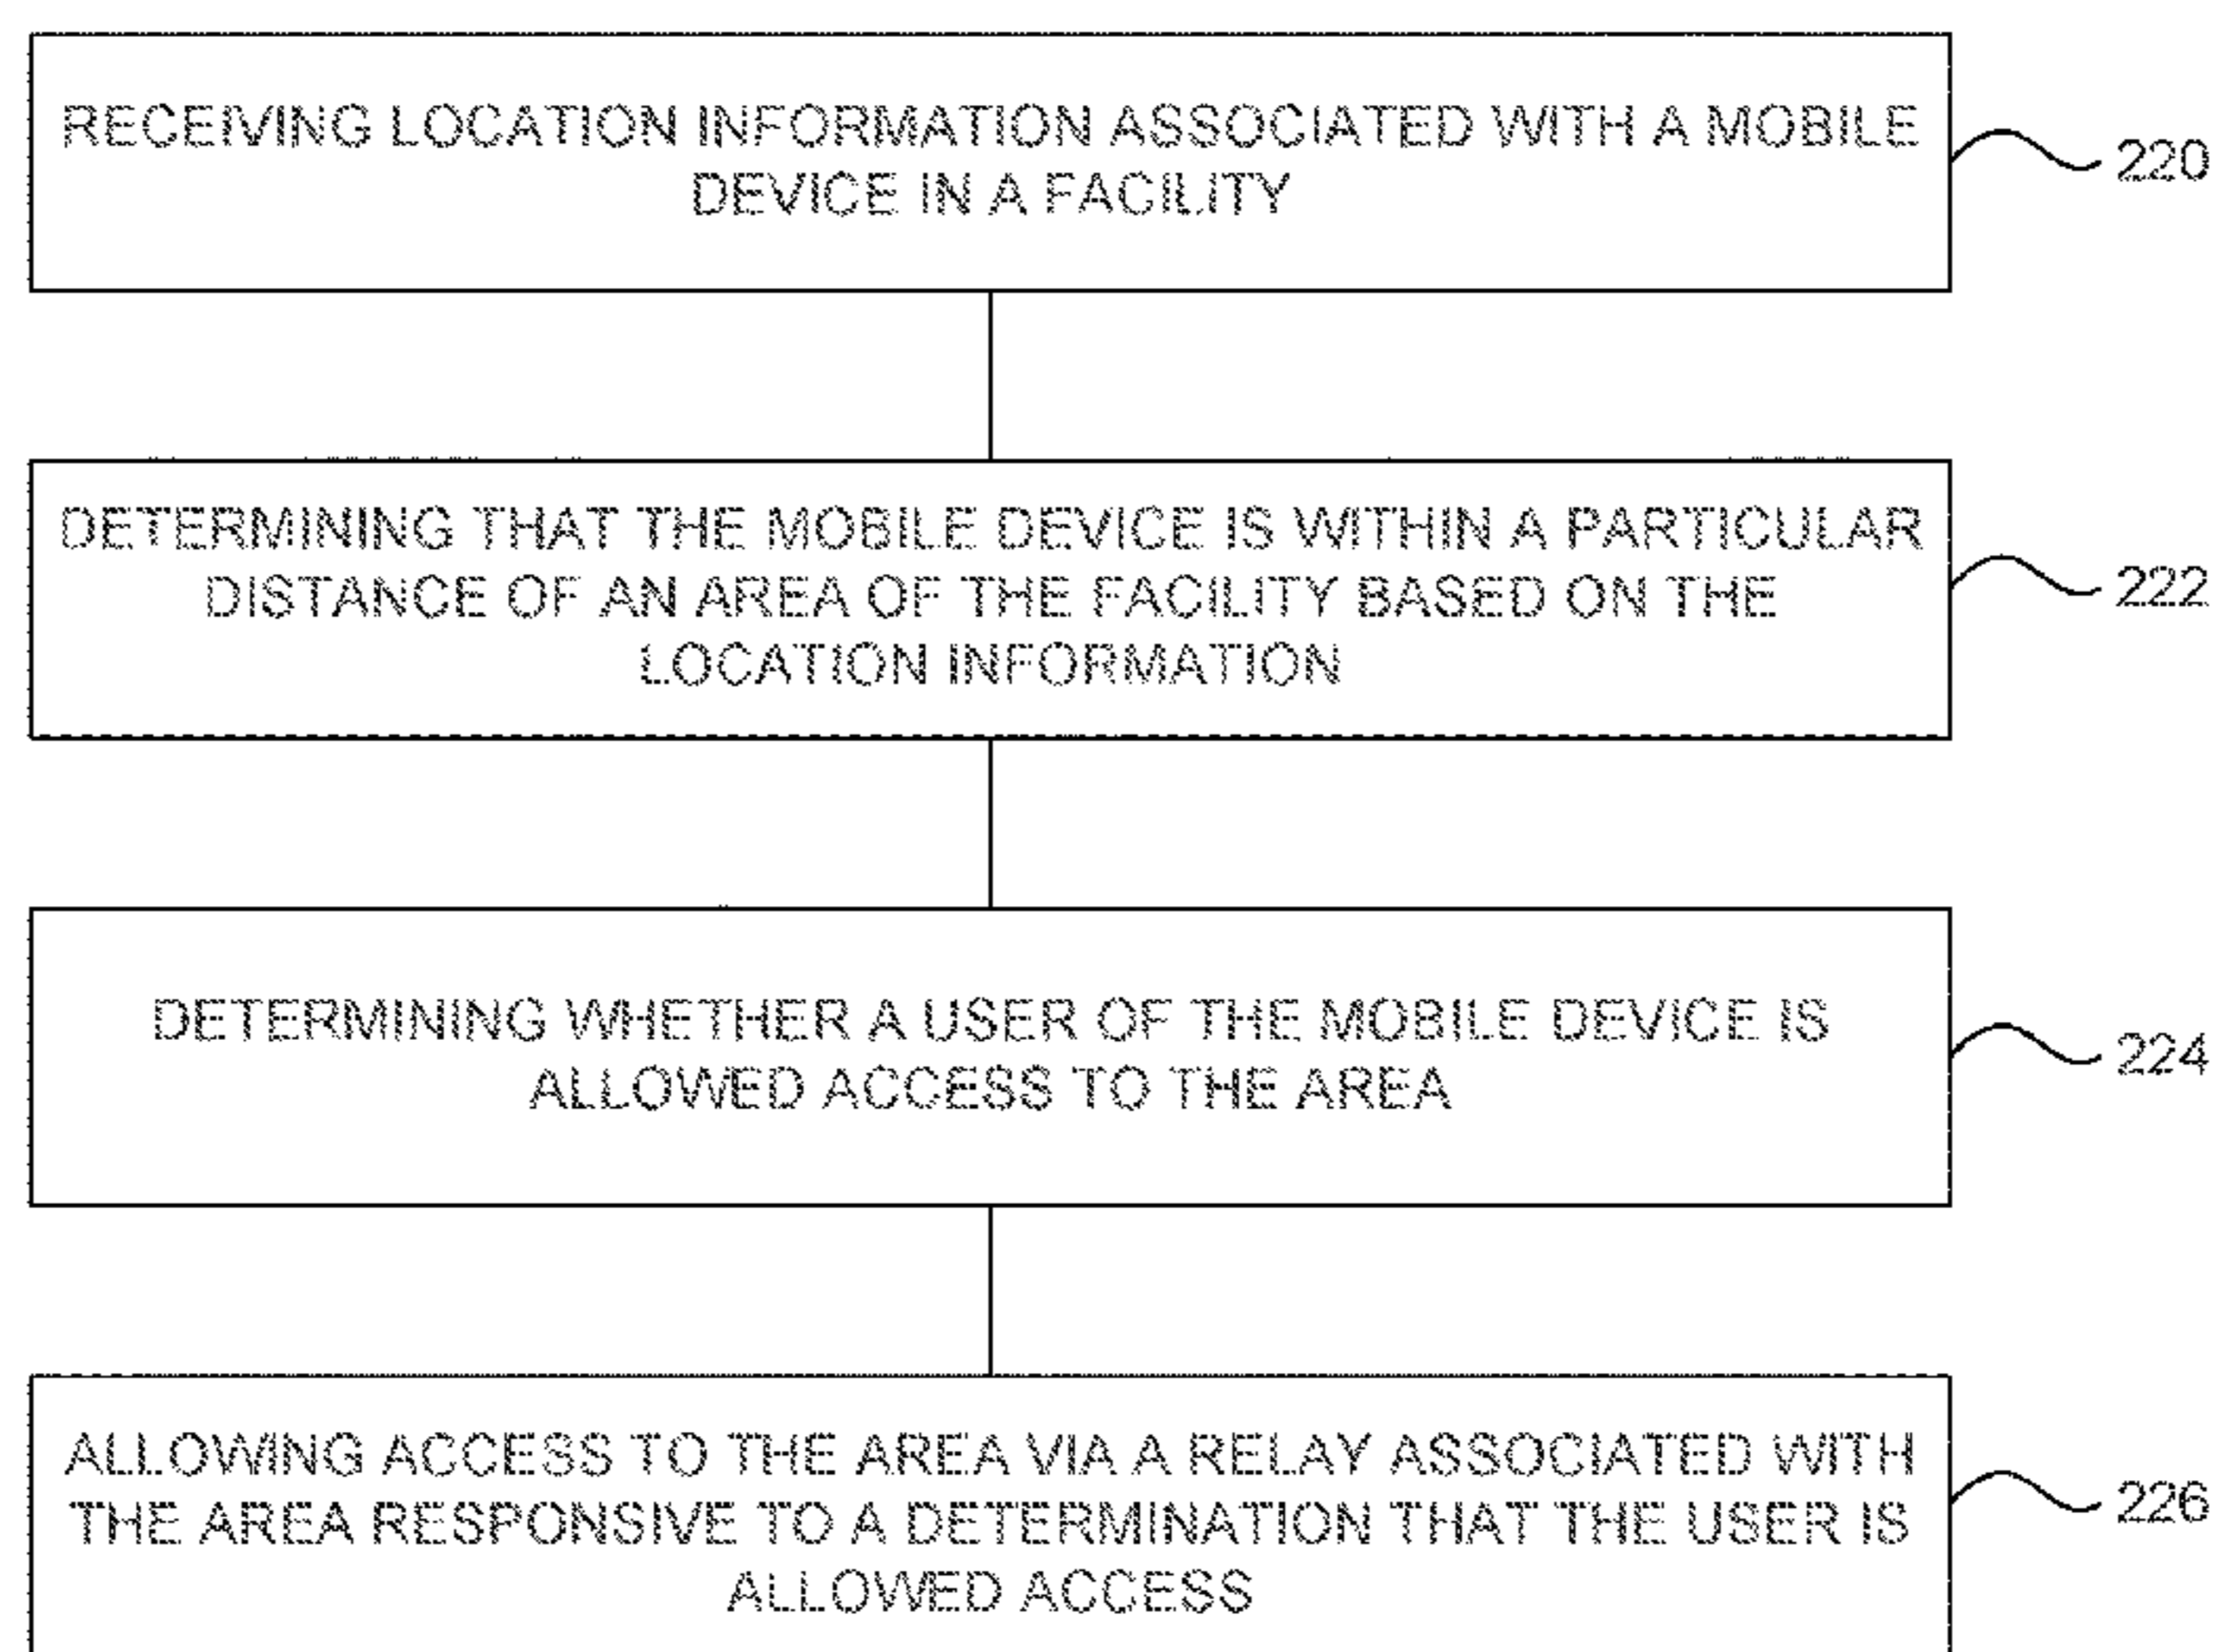 RECEIVING LOCATION INFORMATION ASSOCIATED WITH A MOBILE
DEVICE IN A FACILITY
220
DETERMINING THAT THE MOBILE DEVICE IS WITHIN A PARTICULAR
DISTANCE OF AN AREA OF THE FACILITY BASED ON THE
LOCATION INFORMATION
222
DETERMINING WHETHER A USER OF THE MOBILE DEVICE IS
ALLOWED ACCESS TO THE AREA
224
ALLOWING ACCESS TO THE AREA VIA A RELAY ASSOCIATED WITH
THE AREA RESPONSIVE TO A DETERMINATION THAT THE USER IS
ALLOWED ACCESS
226